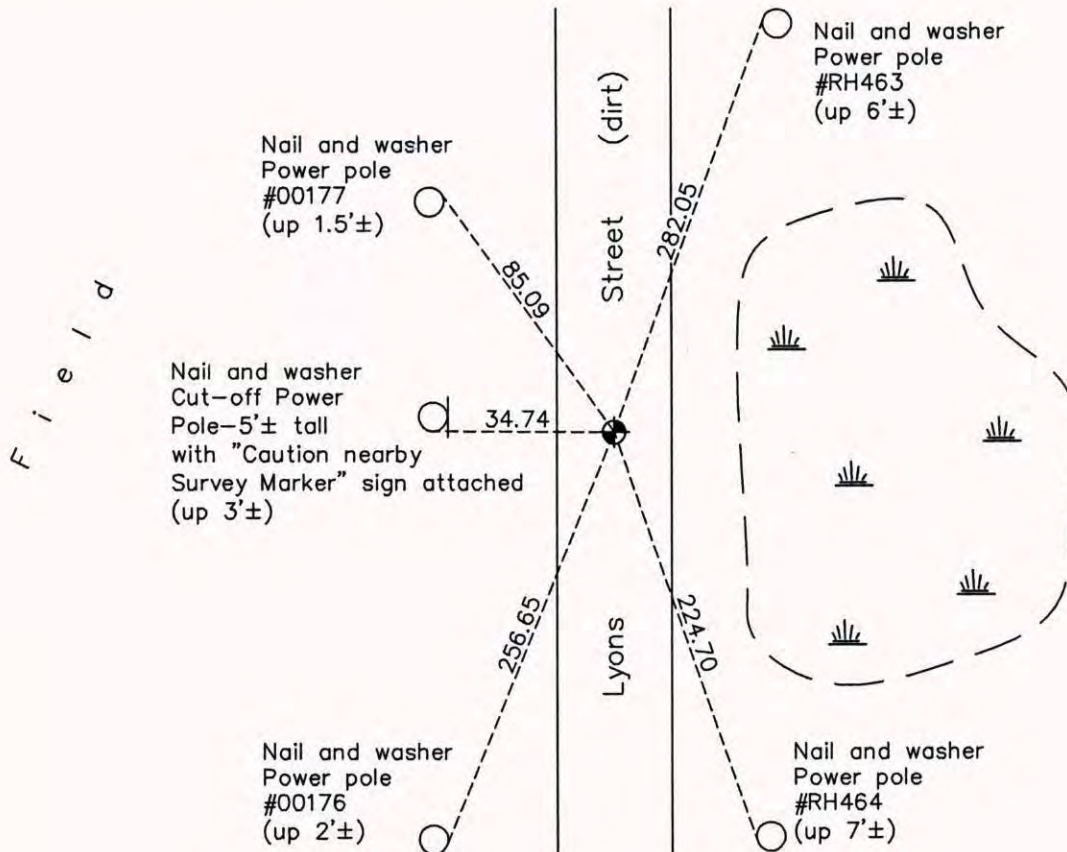 Nail and washer
Power pole
#RH463
(up 6'±)
Nail and washer
Power pole
#00177
(up 1.5'±)
Lyons Street (dirt)
282.05
85.09
Field
Nail and washer
Cut-off Power
Pole-5'± tall
with "Caution nearby
Survey Marker" sign attached
(up 3'±)
34.74
256.65
224.70
Nail and washer
Power pole
#00176
(up 2'±)
Nail and washer
Power pole
#RH464
(up 7'±)